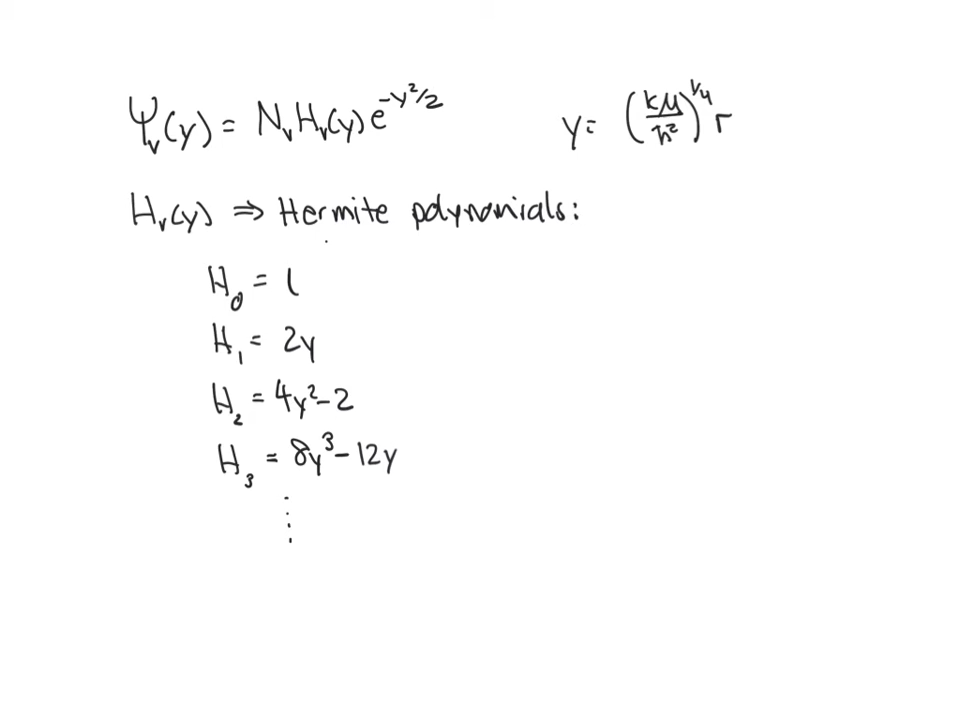 Ψᵥ(y) = NᵥHᵥ(y) e^(-y²/2) y = (kμ/ħ²)^(1/4) r
Hᵥ(y) ⇒ Hermite polynomials:
H₀ = 1
H₁ = 2y
H₂ = 4y² - 2
H₃ = 8y³ - 12y
⋮